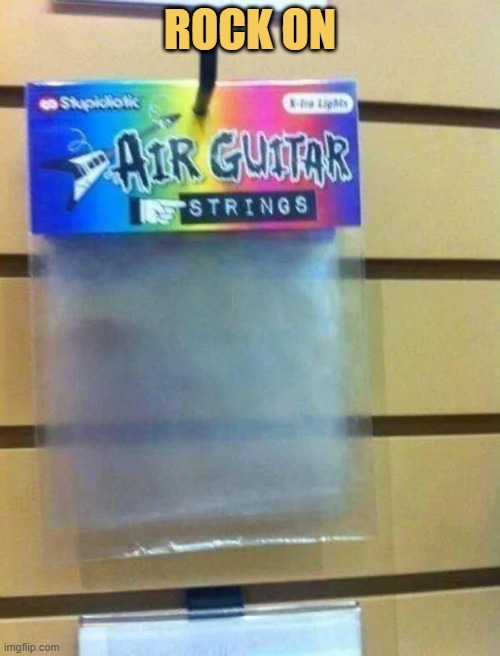 ROCK ON
Stupidiotic
X-tra Lights
AIR GUITAR
STRINGS
imgflip.com